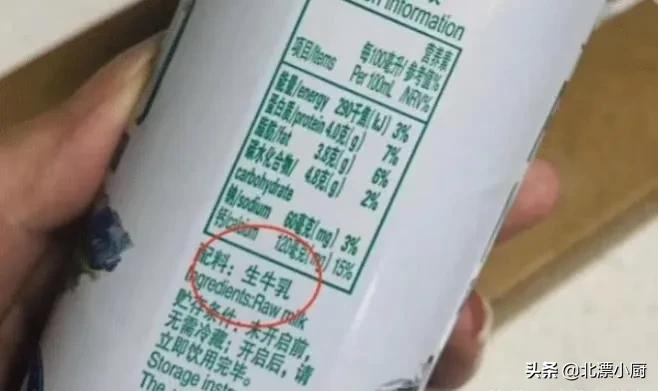 Information
项目/Items 每100毫升/ Per 100mL 营养素参考值% NRV%
能量/energy 290千焦(kJ) 3%
蛋白质/protein 4.0克(g) 7%
脂肪/fat 3.6克(g) 6%
碳水化合物/ 4.9克(g) 2%
carbohydrate
钠/sodium 60毫克(mg) 3%
钙/calcium 120毫克(mg) 15%
配料：生牛乳
Ingredients:Raw milk
贮存条件：未开启前，
无需冷藏；开启后，请
立即饮用完毕。
Storage
The
头条 @北漂小厨